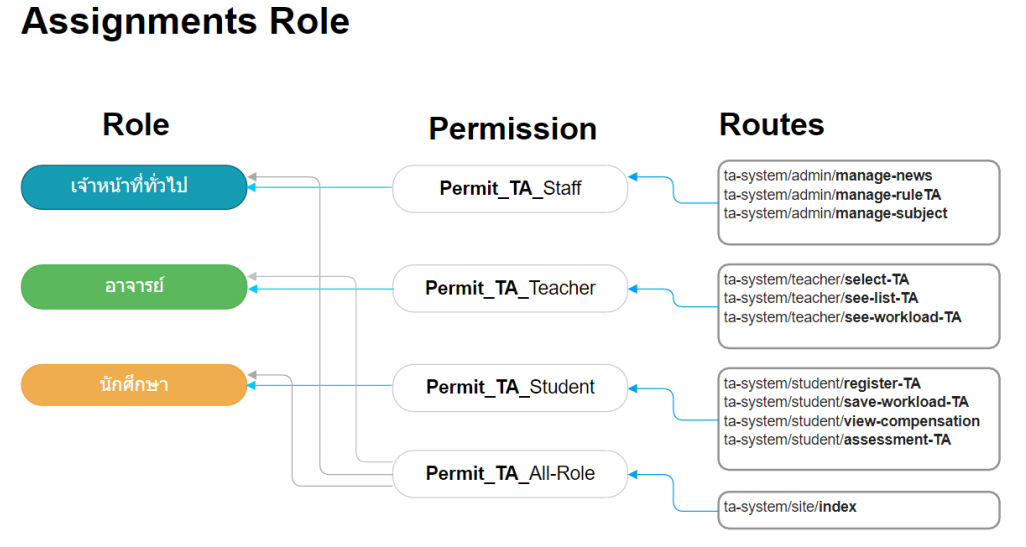 Assignments Role
Role
Permission
Routes
เจ้าหน้าที่ทั่วไป
Permit_TA_Staff
ta-system/admin/manage-news
ta-system/admin/manage-ruleTA
ta-system/admin/manage-subject
อาจารย์
Permit_TA_Teacher
ta-system/teacher/select-TA
ta-system/teacher/see-list-TA
ta-system/teacher/see-workload-TA
นักศึกษา
Permit_TA_Student
ta-system/student/register-TA
ta-system/student/save-workload-TA
ta-system/student/view-compensation
ta-system/student/assessment-TA
Permit_TA_All-Role
ta-system/site/index